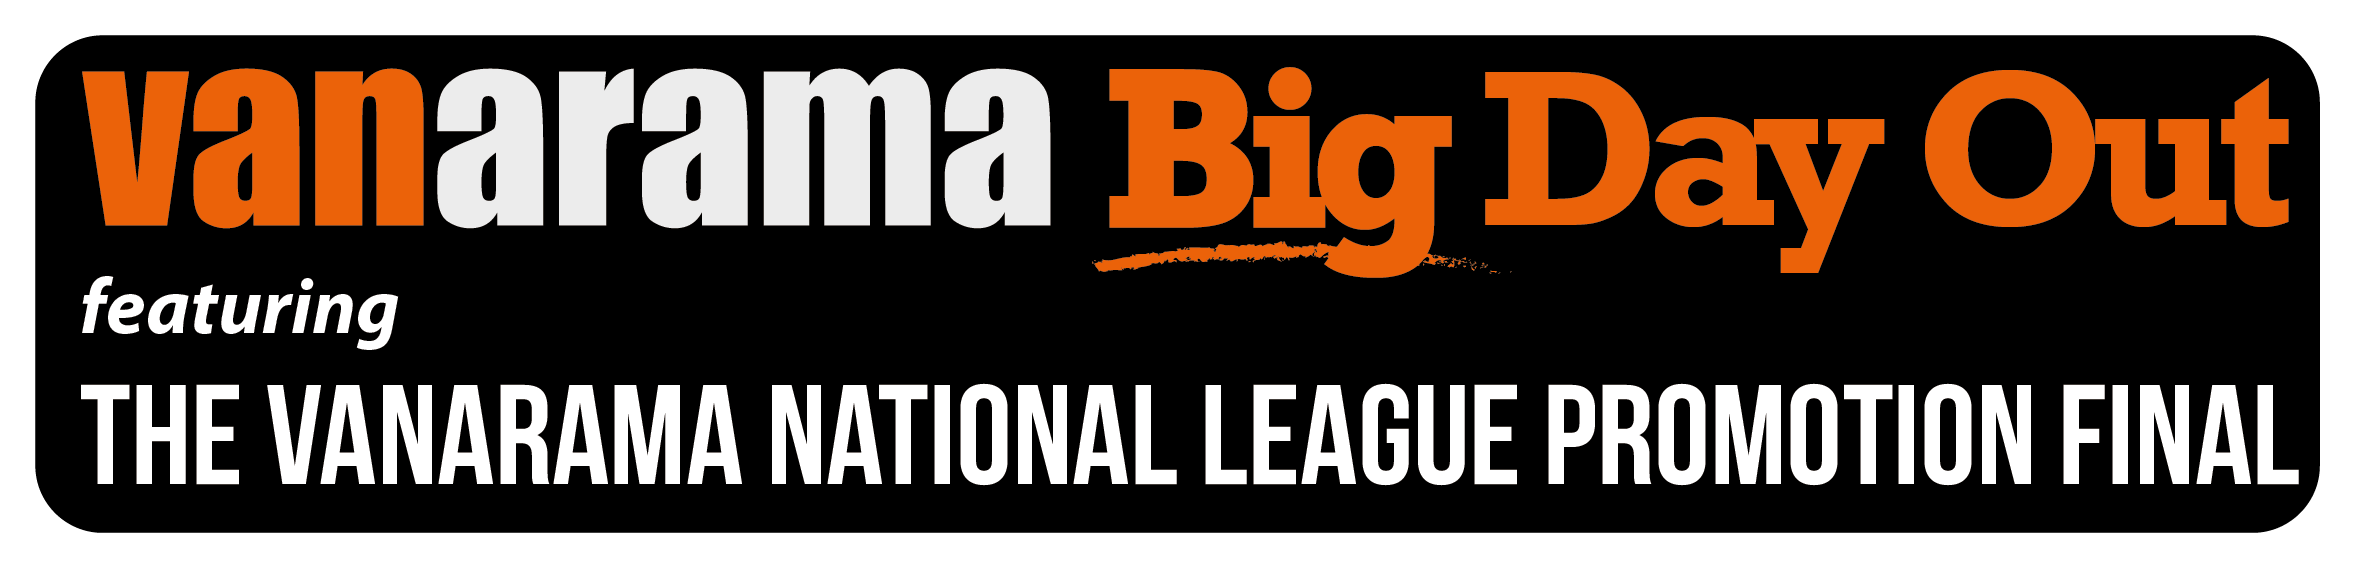 vanarama Big Day Out
featuring
THE VANARAMA NATIONAL LEAGUE PROMOTION FINAL